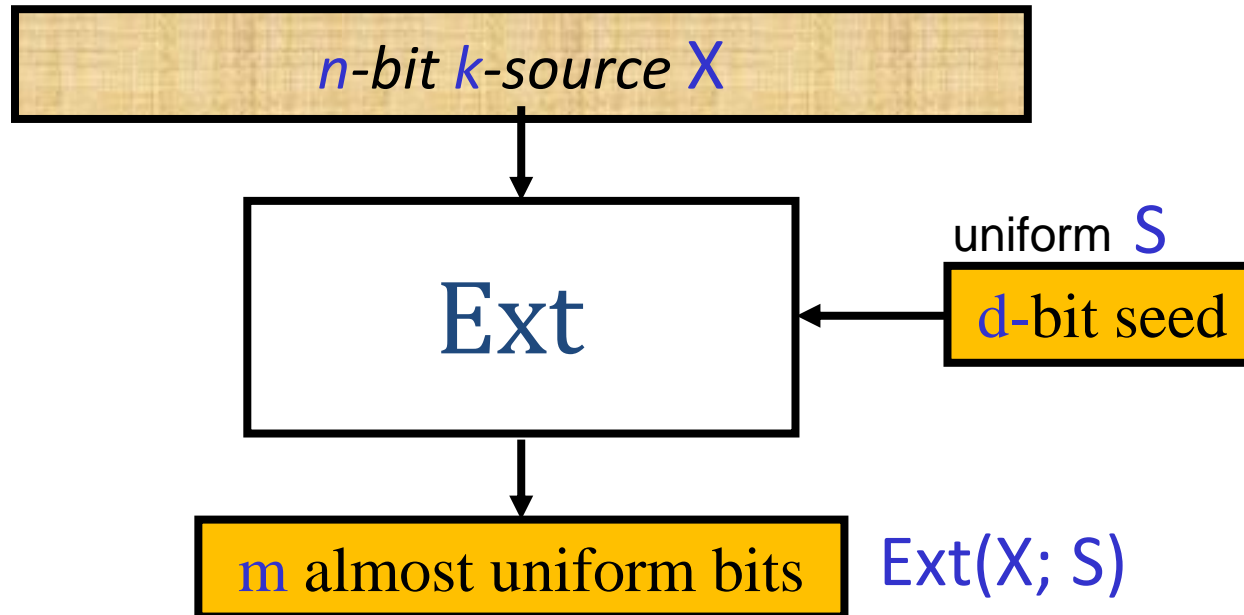 n-bit k-source X
uniform S
Ext
d-bit seed
m almost uniform bits
Ext(X; S)